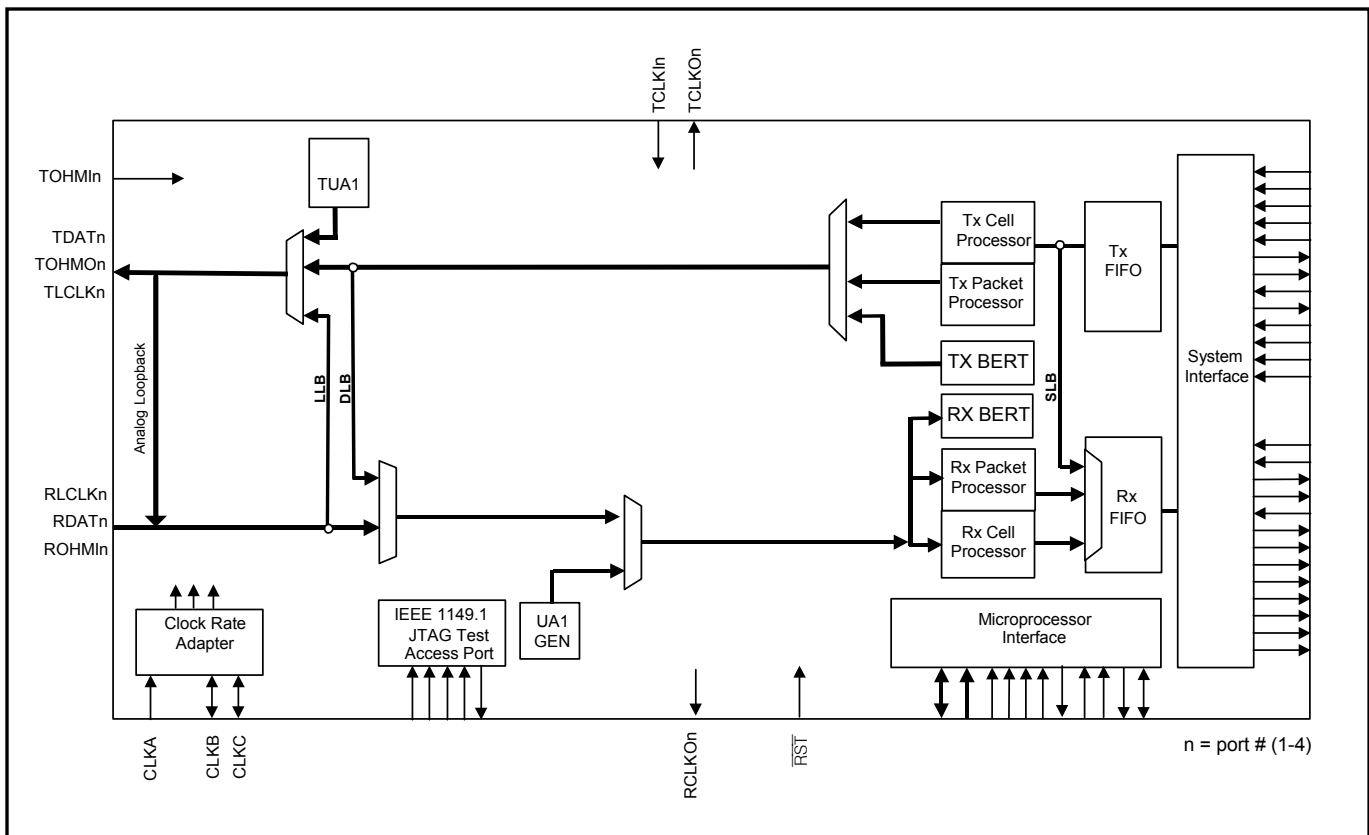 TCLKIn
TCLKOn
TOHMIn
TUA1
TDATn
TOHMOn
TLCLKn
Tx Cell
Processor
Tx
FIFO
Tx Packet
Processor
TX BERT
System
Interface
Analog Loopback
LLB
DLB
SLB
RX BERT
RLCLKn
RDATn
ROHMIn
Rx Packet
Processor
Rx
FIFO
Rx Cell
Processor
Clock Rate
Adapter
IEEE 1149.1
JTAG Test
Access Port
UA1
GEN
Microprocessor
Interface
CLKA
CLKB
CLKC
RCLKOn
RST
n = port # (1-4)